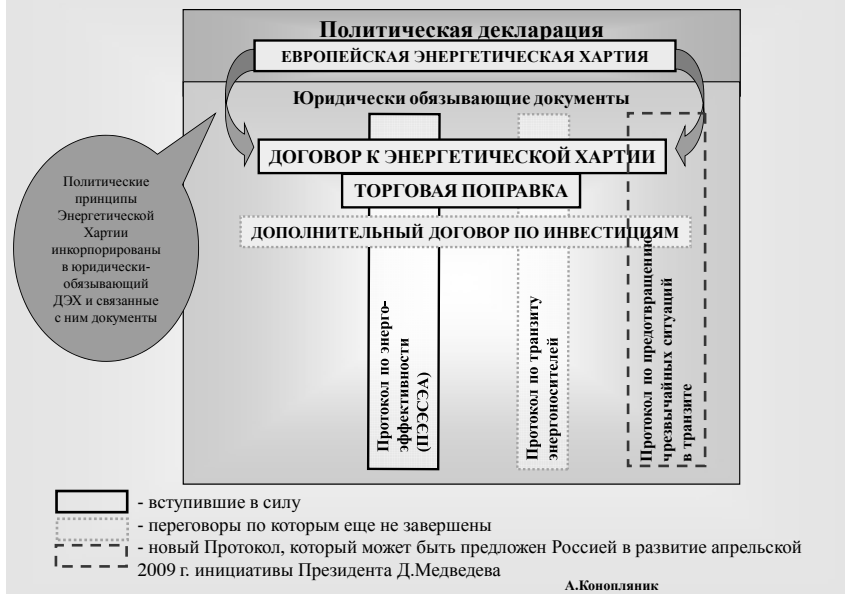 Политическая декларация
ЕВРОПЕЙСКАЯ ЭНЕРГЕТИЧЕСКАЯ ХАРТИЯ
Юридически обязывающие документы
ДОГОВОР К ЭНЕРГЕТИЧЕСКОЙ ХАРТИИ
ТОРГОВАЯ ПОПРАВКА
ДОПОЛНИТЕЛЬНЫЙ ДОГОВОР ПО ИНВЕСТИЦИЯМ
Политические
принципы
Энергетической
Хартии
инкорпорированы
в юридически-
обязывающий
ДЭХ и связанные
с ним документы
Протокол по энерго-
эффективности
(ПЭЭСЭА)
Протокол по транзиту
энергоносителей
Протокол по предотвращению
чрезвычайных ситуаций
в транзите
- вступившие в силу
- переговоры по которым еще не завершены
- новый Протокол, который может быть предложен Россией в развитие апрельской
2009 г. инициативы Президента Д.Медведева
А.Конопляник